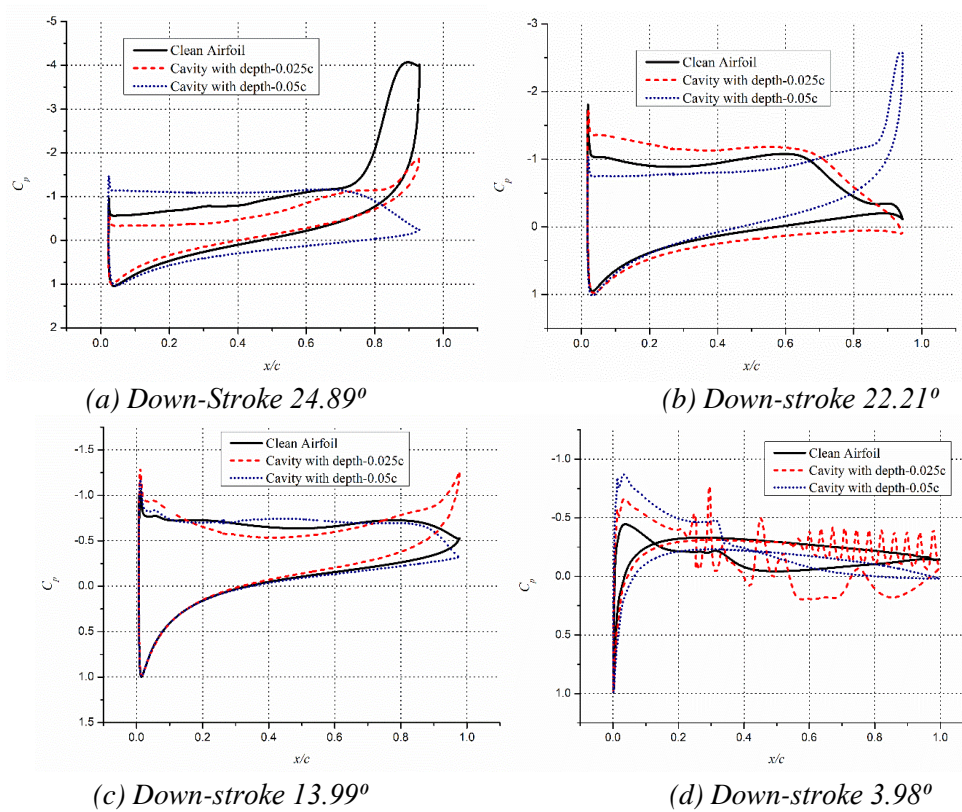 -5
-4
-3
-2
-1
0
1
2
C_p
Clean Airfoil
Cavity with depth-0.025c
Cavity with depth-0.05c
0.0 0.2 0.4 0.6 0.8 1.0
x/c
(a) Down-Stroke 24.89⁰
-3
-2
-1
0
1
C_p
Clean Airfoil
Cavity with depth-0.025c
Cavity with depth-0.05c
0.0 0.2 0.4 0.6 0.8 1.0
x/c
(b) Down-stroke 22.21⁰
-1.5
-1.0
-0.5
0.0
0.5
1.0
1.5
C_p
Clean Airfoil
Cavity with depth-0.025c
Cavity with depth-0.05c
0.0 0.2 0.4 0.6 0.8 1.0
x/c
(c) Down-stroke 13.99⁰
-1.0
-0.5
0.0
0.5
1.0
C_p
Clean Airfoil
Cavity with depth-0.025c
Cavity with depth-0.05c
0.0 0.2 0.4 0.6 0.8 1.0
x/c
(d) Down-stroke 3.98⁰